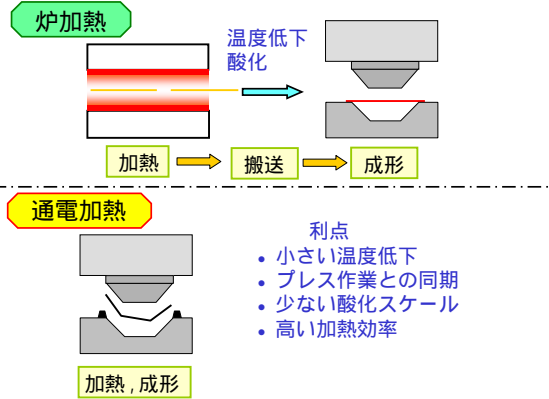 炉加熱
温度低下
酸化
加熱
搬送
成形
通電加熱
利点
• 小さい温度低下
• プレス作業との同期
• 少ない酸化スケール
• 高い加熱効率
加熱,成形